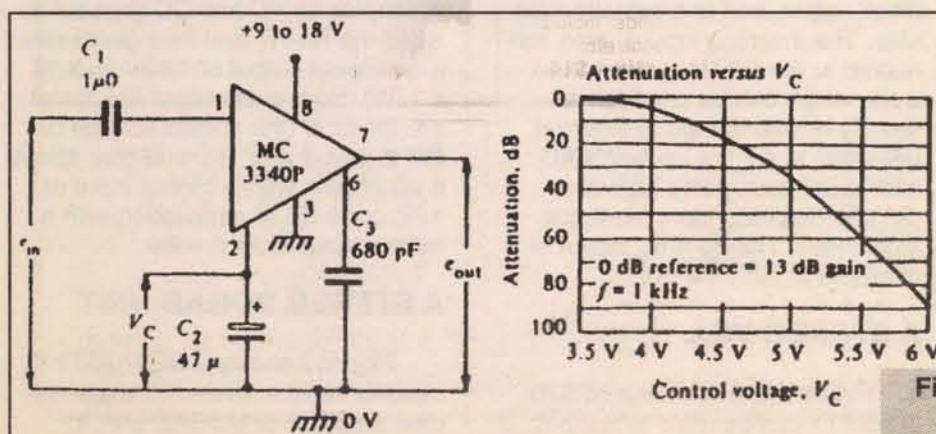 +9 to 18 V
C1
1μΩ
1
8
MC
3340P
7
6
3
2
C3
680 pF
ein
eout
VC
C2
+
47 μ
0 V
Attenuation versus VC
Attenuation, dB
0
20
40
60
80
100
0 dB reference = 13 dB gain
f = 1 kHz
3.5 V 4 V 4.5 V 5 V 5.5 V 6 V
Control voltage, VC
Fi